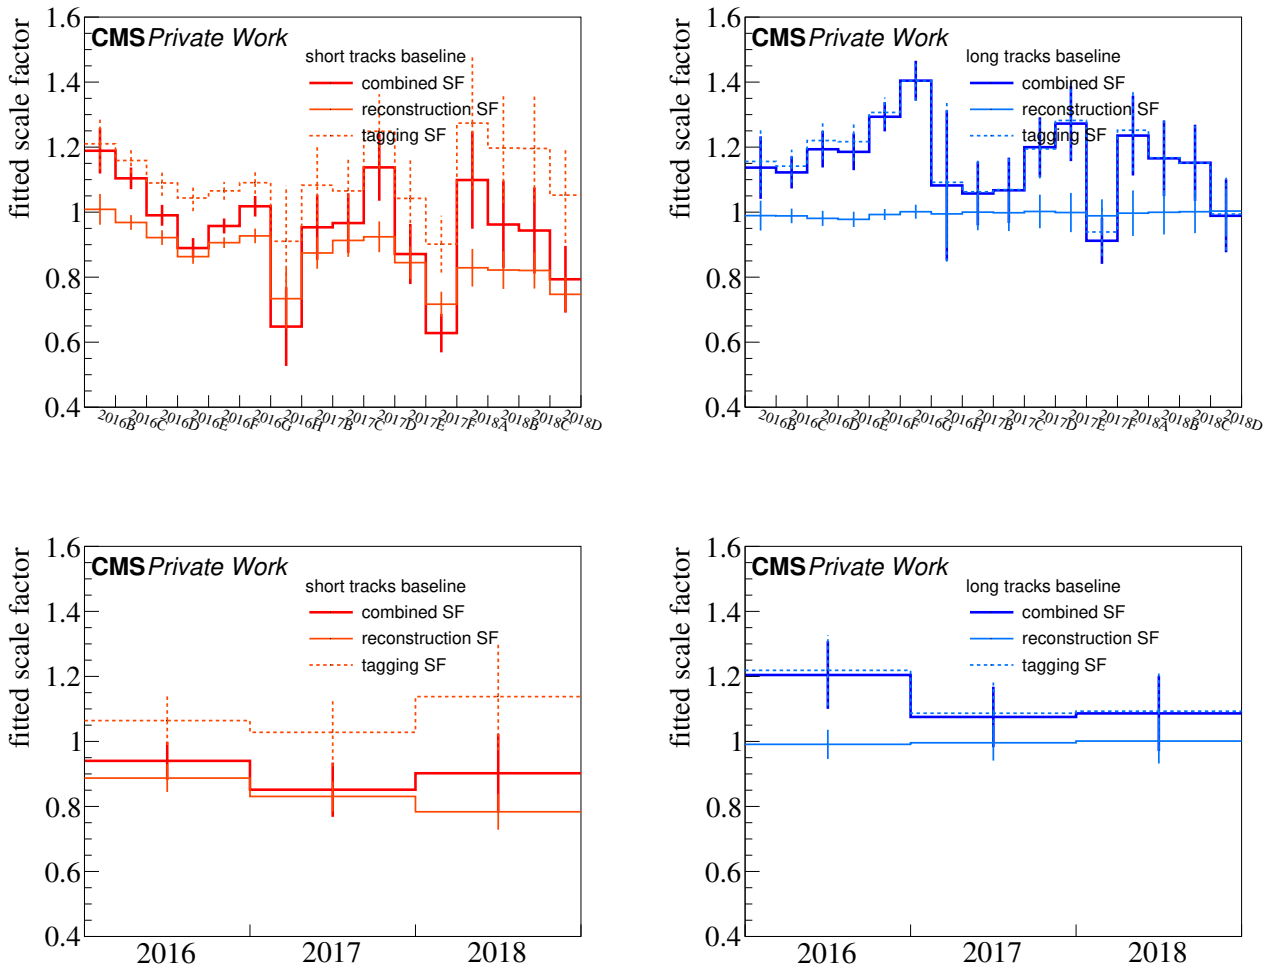 CMS Private Work
short tracks baseline
combined SF
reconstruction SF
tagging SF
fitted scale factor
1.6
1.4
1.2
1
0.8
0.6
0.4
2016B 2016C 2016D 2016E 2016F 2016G 2016H 2017B 2017C 2017D 2017E 2017F 2018A 2018B 2018C 2018D
CMS Private Work
long tracks baseline
combined SF
reconstruction SF
tagging SF
fitted scale factor
1.6
1.4
1.2
1
0.8
0.6
0.4
2016B 2016C 2016D 2016E 2016F 2016G 2016H 2017B 2017C 2017D 2017E 2017F 2018A 2018B 2018C 2018D
CMS Private Work
short tracks baseline
combined SF
reconstruction SF
tagging SF
fitted scale factor
1.6
1.4
1.2
1
0.8
0.6
0.4
2016 2017 2018
CMS Private Work
long tracks baseline
combined SF
reconstruction SF
tagging SF
fitted scale factor
1.6
1.4
1.2
1
0.8
0.6
0.4
2016 2017 2018